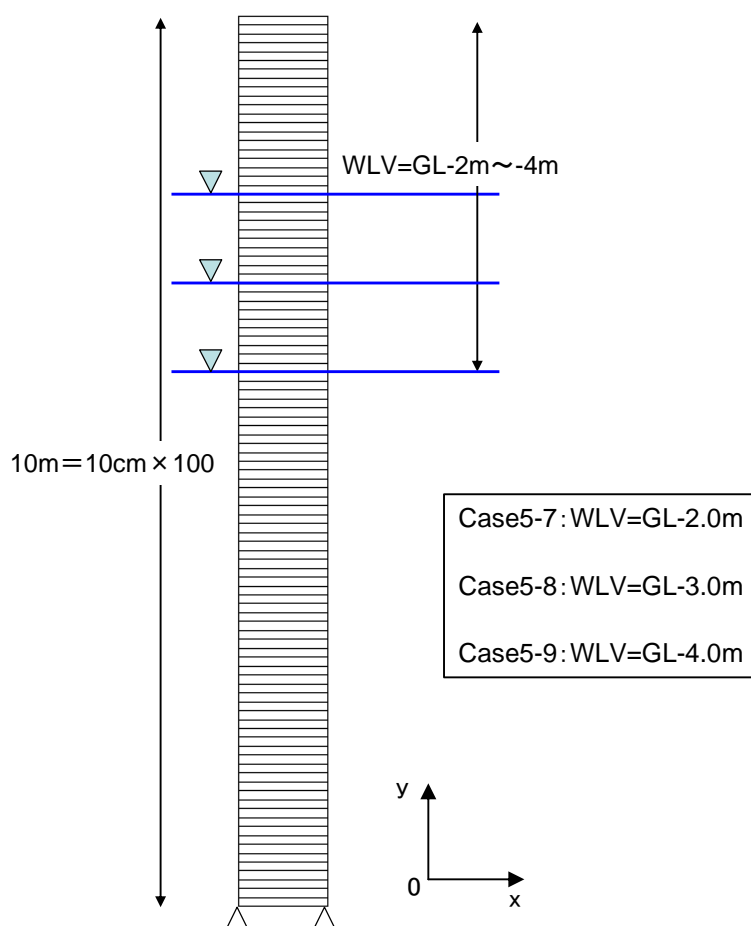 WLV=GL-2m～-4m
10m＝10cm×100
Case5-7：WLV=GL-2.0m
Case5-8：WLV=GL-3.0m
Case5-9：WLV=GL-4.0m
y
0
x